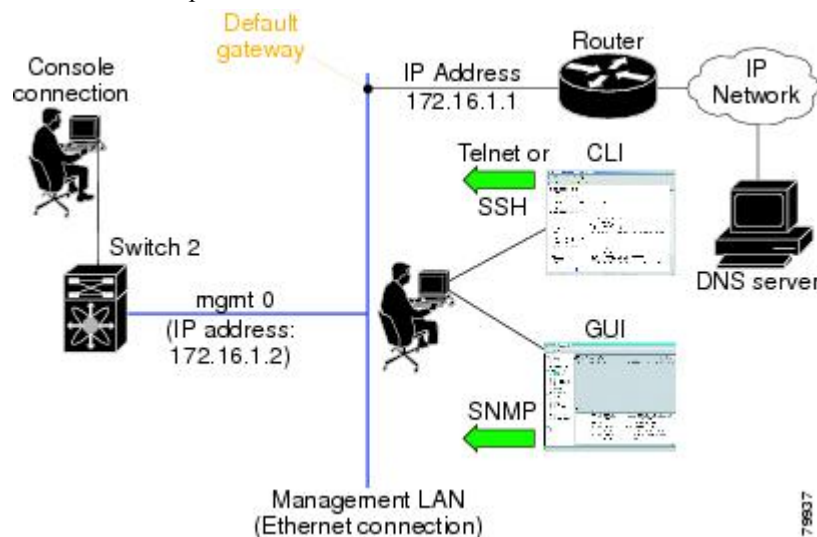 Default
gateway
Console
connection
Router
IP Address
172.16.1.1
IP
Network
Telnet or
CLI
SSH
Switch 2
DNS server
mgmt 0
(IP address:
172.16.1.2)
GUI
SNMP
Management LAN
(Ethernet connection)
79937